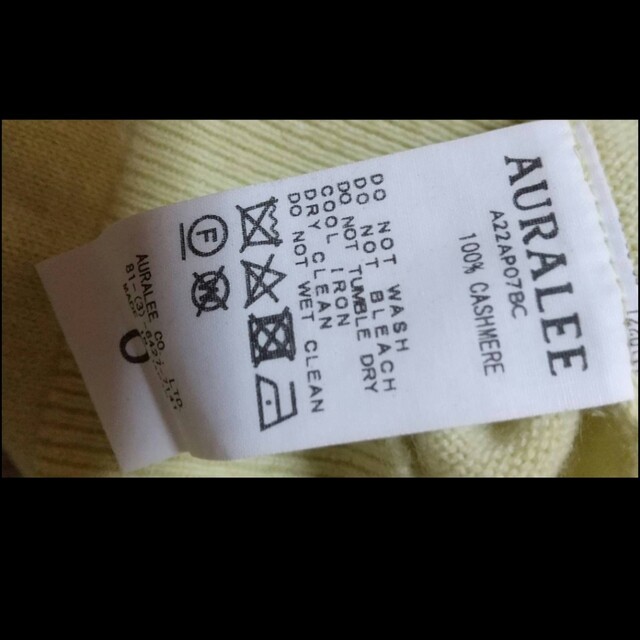 AURALEE
A22AP07BC
100% CASHMERE
DO NOT WASH
DO NOT BLEACH
DO NOT TUMBLE DRY
COOL IRON
DRY CLEAN
DO NOT WET CLEAN
F
AURALEE CO. LTD
0